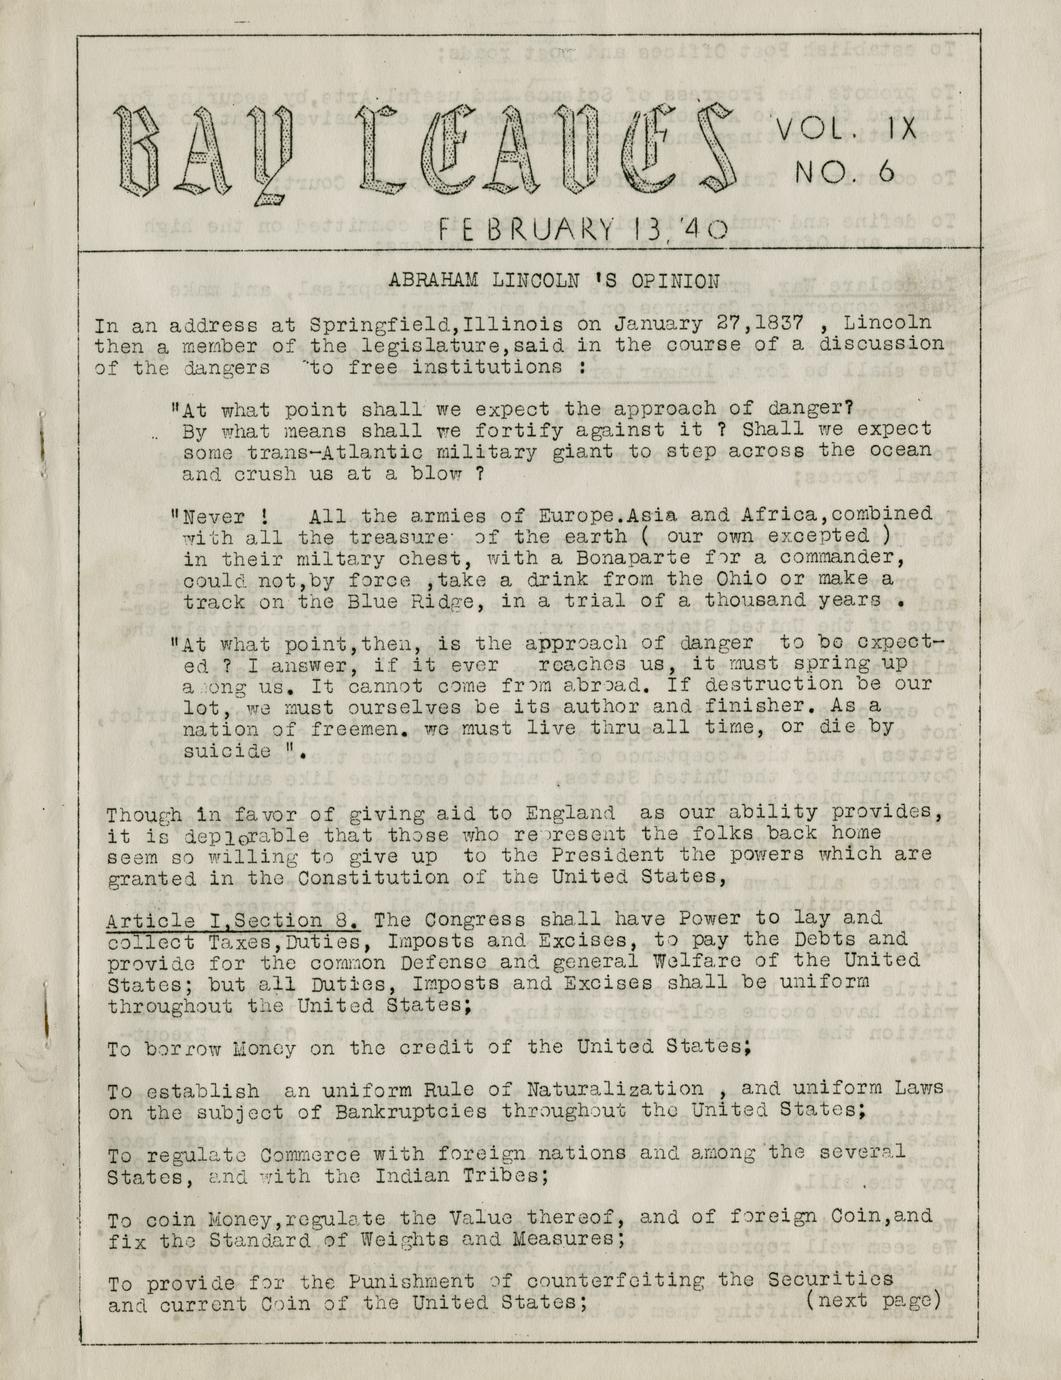 BAY LEAVES
VOL. IX
NO. 6
FEBRUARY 13,'40
ABRAHAM LINCOLN 'S OPINION
In an address at Springfield,Illinois on January 27,1837 , Lincoln
then a member of the legislature,said in the course of a discussion
of the dangers to free institutions :
"At what point shall we expect the approach of danger?
By what means shall we fortify against it ? Shall we expect
some trans-Atlantic military giant to step across the ocean
and crush us at a blow ?
"Never ! All the armies of Europe.Asia and Africa,combined
with all the treasure of the earth ( our own excepted )
in their miltary chest, with a Bonaparte for a commander,
could not,by force ,take a drink from the Ohio or make a
track on the Blue Ridge, in a trial of a thousand years .
"At what point,then, is the approach of danger to be expect-
ed ? I answer, if it ever reaches us, it must spring up
among us. It cannot come from abroad. If destruction be our
lot, we must ourselves be its author and finisher. As a
nation of freemen. we must live thru all time, or die by
suicide ".
Though in favor of giving aid to England as our ability provides,
it is deplorable that those who represent the folks back home
seem so willing to give up to the President the powers which are
granted in the Constitution of the United States,
Article I,Section 8. The Congress shall have Power to lay and
collect Taxes,Duties, Imposts and Excises, to pay the Debts and
provide for the common Defense and general Welfare of the United
States; but all Duties, Imposts and Excises shall be uniform
throughout the United States;
To borrow Money on the credit of the United States;
To establish an uniform Rule of Naturalization , and uniform Laws
on the subject of Bankruptcies throughout the United States;
To regulate Commerce with foreign nations and among the several
States, and with the Indian Tribes;
To coin Money,regulate the Value thereof, and of foreign Coin,and
fix the Standard of Weights and Measures;
To provide for the Punishment of counterfeiting the Securities
and current Coin of the United States; (next page)